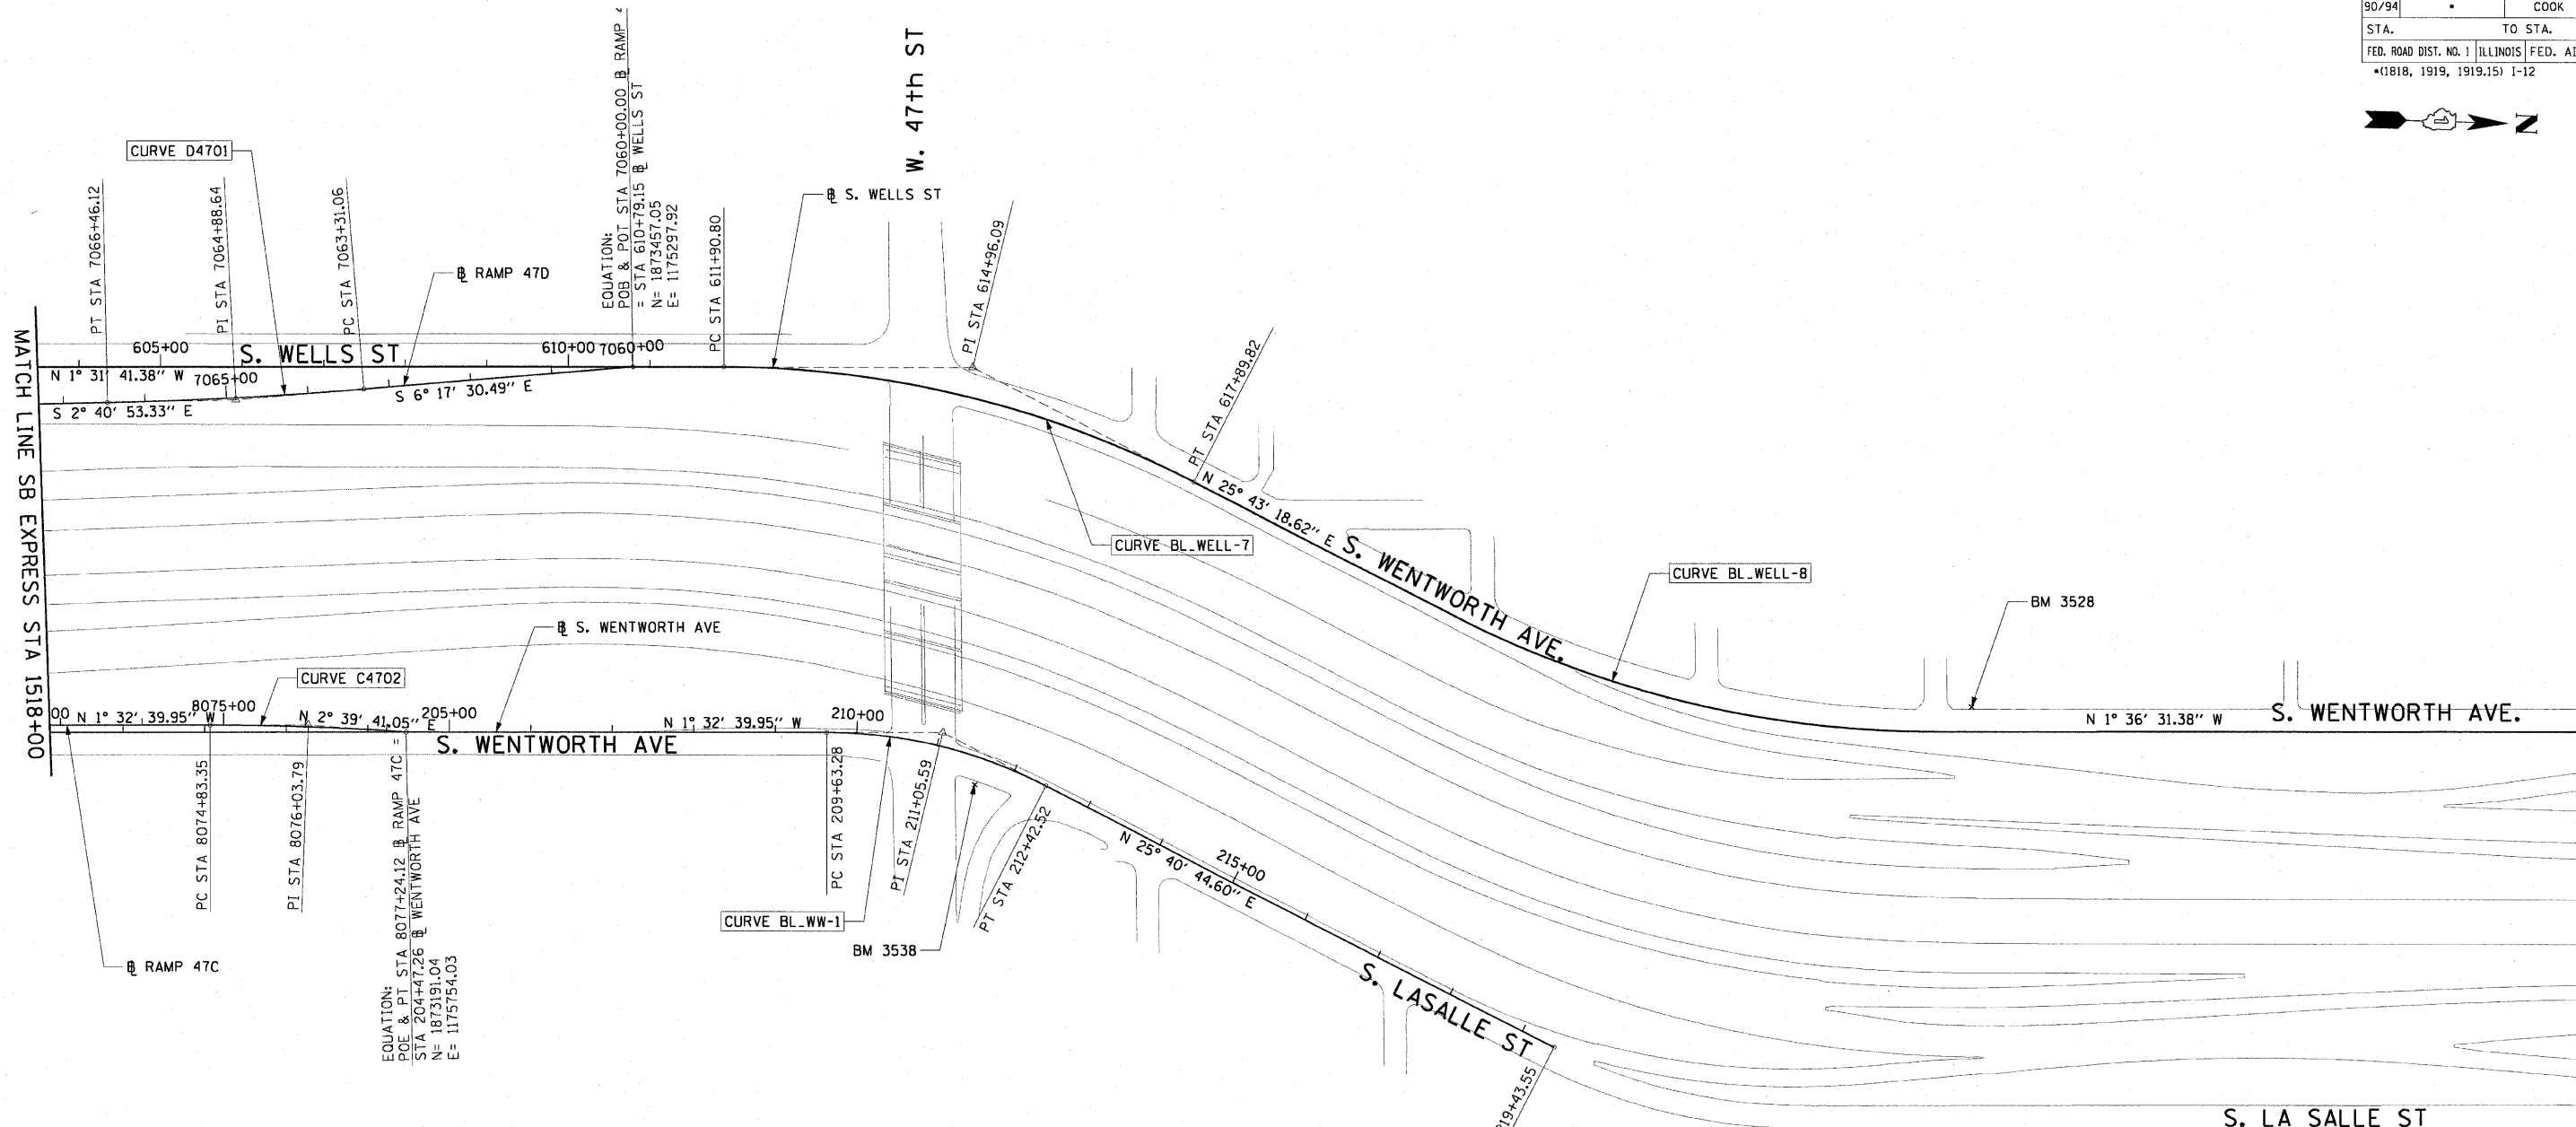 90/94 * COOK
STA. TO STA.
FED. ROAD DIST. NO. 1 ILLINOIS FED. AI
*(1818, 1919, 1919.15) I-12
N
W. 47th ST
CURVE D4701
PT STA 7066+46.12
PI STA 7064+88.64
PC STA 7063+31.06
℄ RAMP 47D
EQUATION:
POB & POT STA 7060+00.00 ℄ RAMP
= STA 610+79.15 ℄ WELLS ST
N= 1873457.05
E= 1175297.92
PC STA 611+90.80
℄ S. WELLS ST
PI STA 614+96.09
PT STA 617+89.82
MATCH LINE SB EXPRESS STA 1518+00
605+00
S. WELLS ST
610+00
7060+00
N 1° 31' 41.38" W
7065+00
S 2° 40' 53.33" E
S 6° 17' 30.49" E
CURVE BL_WELL-7
N 25° 43' 18.62" E
S. WENTWORTH AVE.
CURVE BL_WELL-8
BM 3528
N 1° 36' 31.38" W
S. WENTWORTH AVE.
℄ S. WENTWORTH AVE
CURVE C4702
00
N 1° 32' 39.95" W
8075+00
N 2° 39' 41.05" E
205+00
N 1° 32' 39.95" W
210+00
S. WENTWORTH AVE
PC STA 8074+83.35
PI STA 8076+03.79
EQUATION:
POE & PT STA 8077+24.12 ℄ RAMP 47C =
STA 204+47.26 ℄ WENTWORTH AVE
N= 1873191.04
E= 1175754.03
℄ RAMP 47C
PC STA 209+63.28
PI STA 211+05.59
PT STA 212+42.52
CURVE BL_WW-1
BM 3538
N 25° 40' 44.60" E
215+00
S. LASALLE ST
219+43.55
S. LA SALLE ST